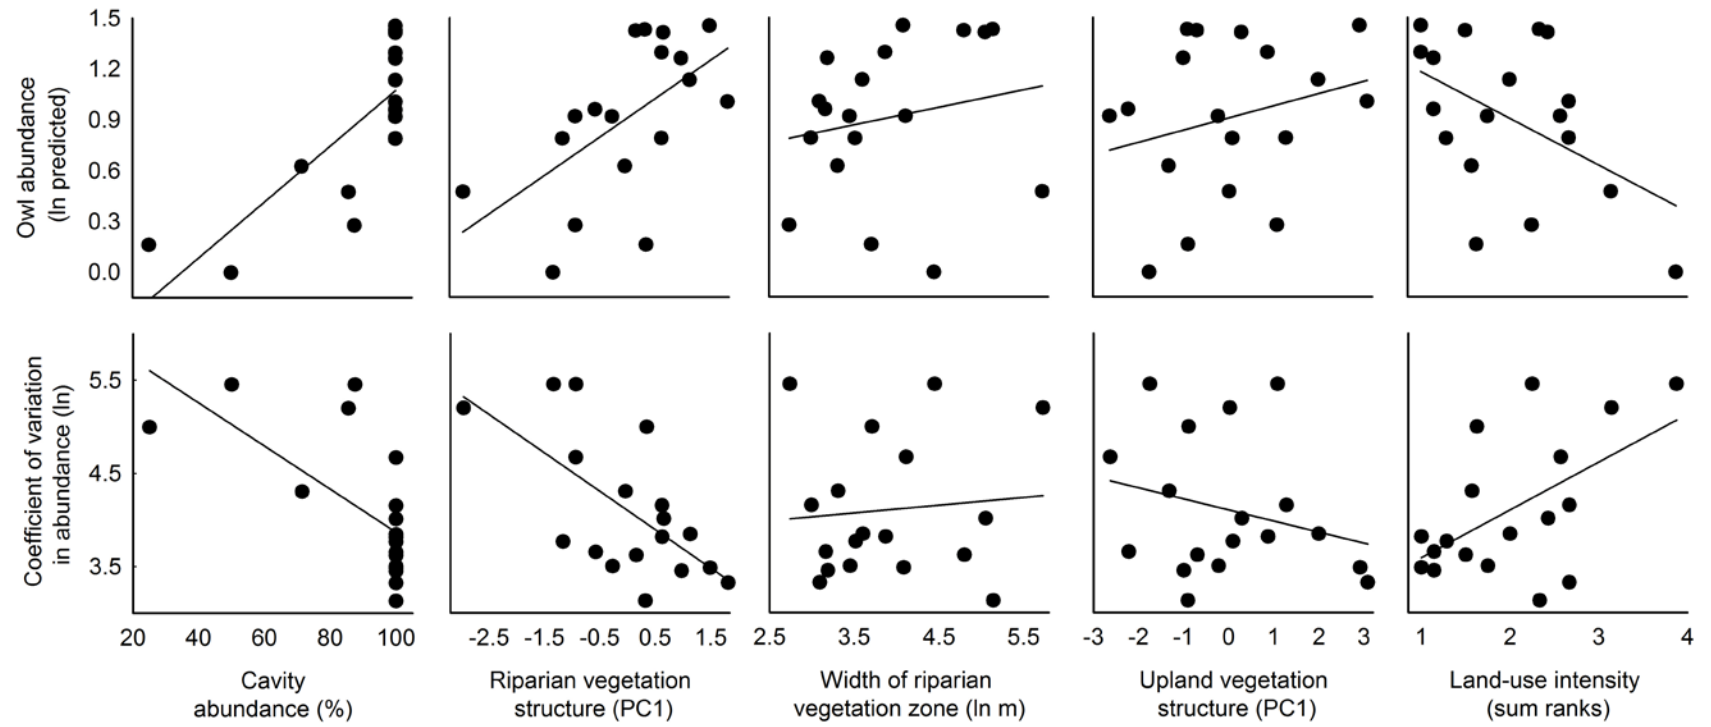 Owl abundance
(ln predicted)
1.5
1.2
0.9
0.6
0.3
0.0
Coefficient of variation
in abundance (ln)
5.5
4.5
3.5
20 40 60 80 100
-2.5 -1.5 -0.5 0.5 1.5
2.5 3.5 4.5 5.5
-3 -2 -1 0 1 2 3
1 2 3 4
Cavity
abundance (%)
Riparian vegetation
structure (PC1)
Width of riparian
vegetation zone (ln m)
Upland vegetation
structure (PC1)
Land-use intensity
(sum ranks)